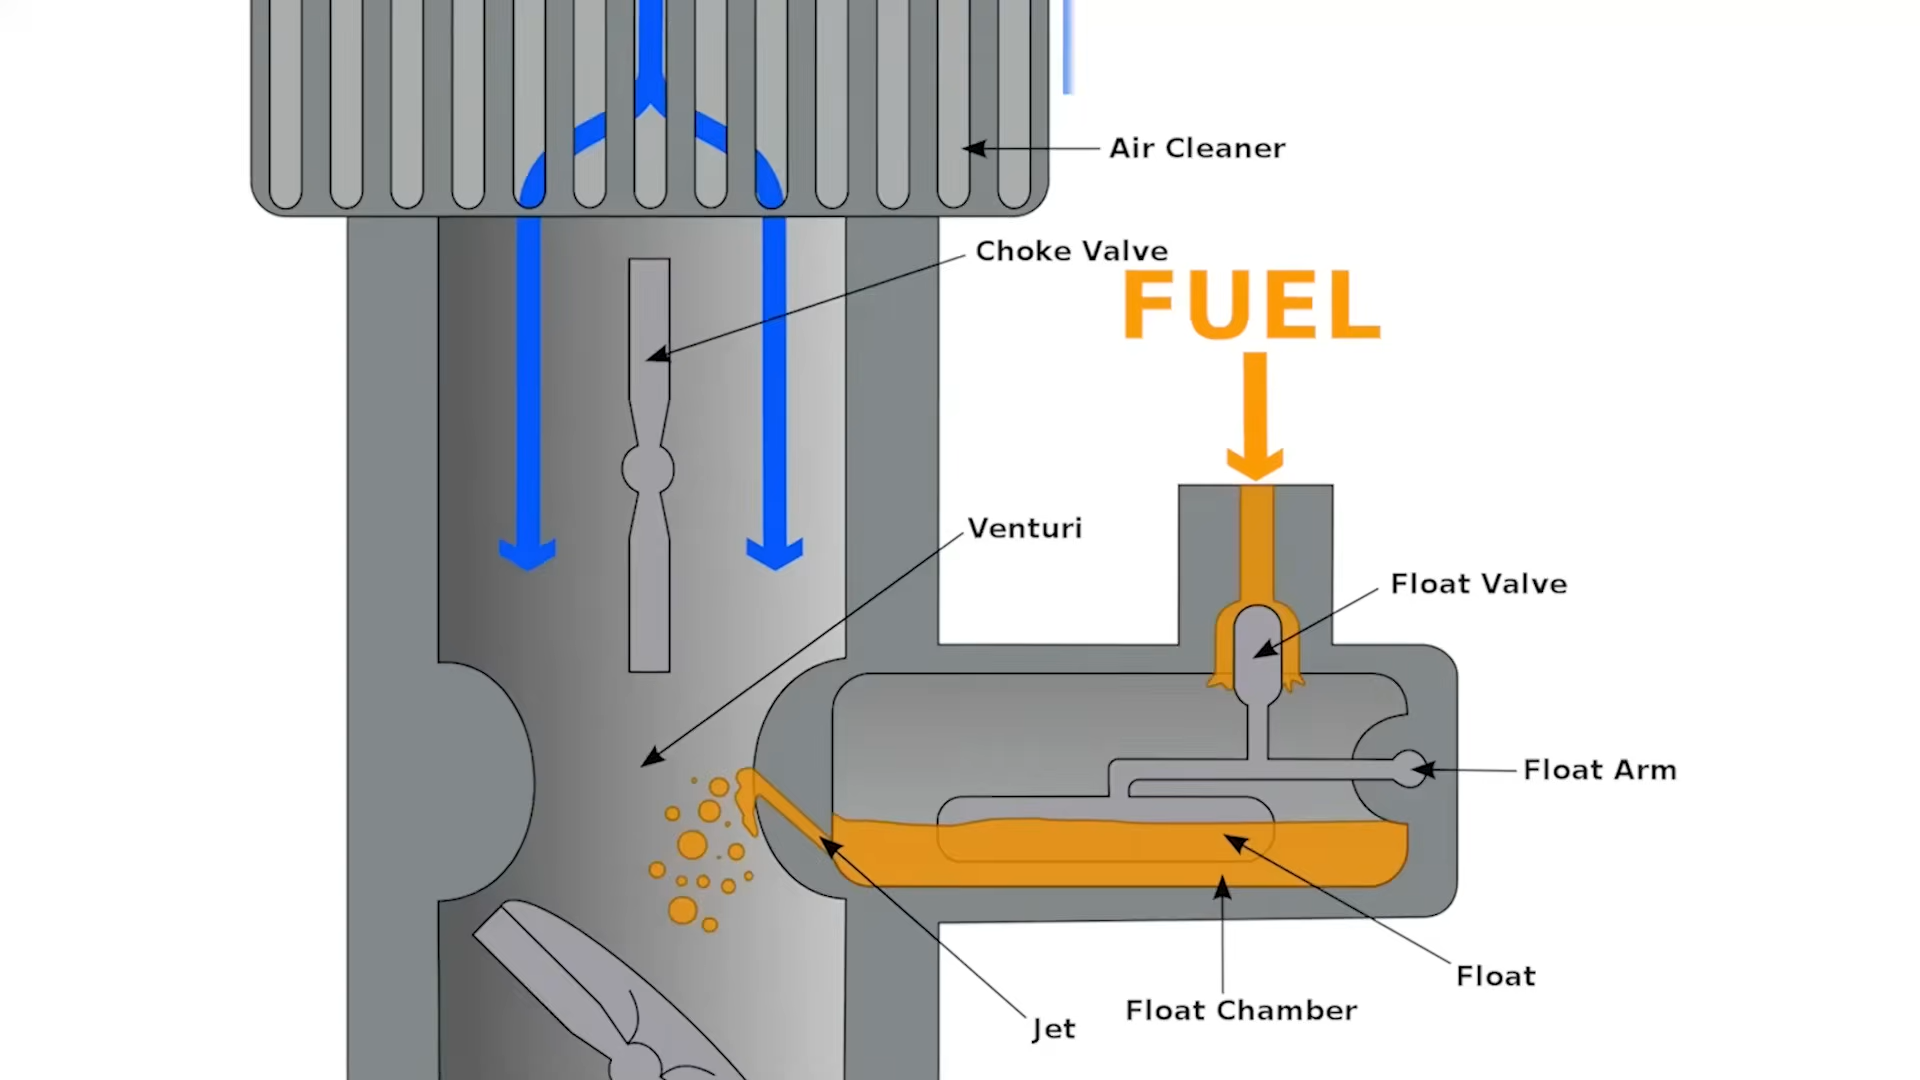 Air Cleaner
Choke Valve
FUEL
Venturi
Float Valve
Float Arm
Float
Float Chamber
Jet